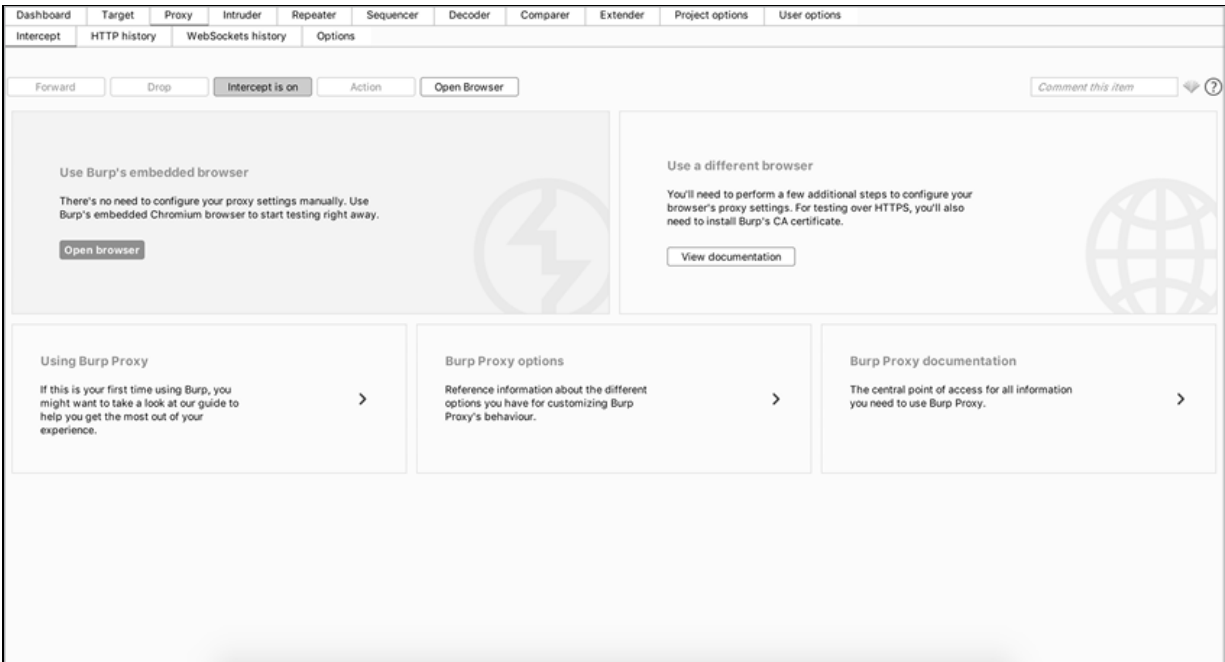 Dashboard Target Proxy Intruder Repeater Sequencer Decoder Comparer Extender Project options User options
Intercept HTTP history WebSockets history Options
Forward Drop Intercept is on Action Open Browser Comment this item ?
Use Burp's embedded browser
There's no need to configure your proxy settings manually. Use
Burp's embedded Chromium browser to start testing right away.
Open browser
Use a different browser
You'll need to perform a few additional steps to configure your
browser's proxy settings. For testing over HTTPS, you'll also
need to install Burp's CA certificate.
View documentation
Using Burp Proxy
If this is your first time using Burp, you
might want to take a look at our guide to
help you get the most out of your
experience.
Burp Proxy options
Reference information about the different
options you have for customizing Burp
Proxy's behaviour.
Burp Proxy documentation
The central point of access for all information
you need to use Burp Proxy.